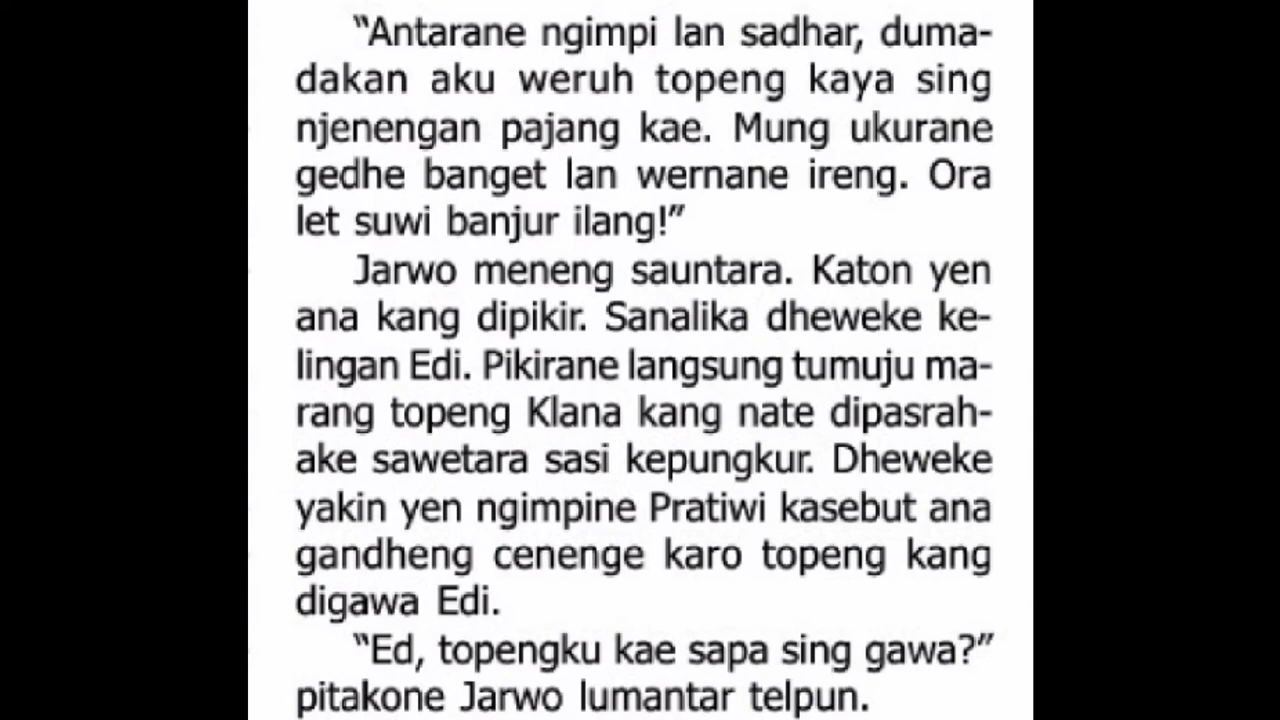 “Antarane ngimpi lan sadhar, duma-
dakan aku weruh topeng kaya sing
njenengan pajang kae. Mung ukurane
gedhe banget lan wernane ireng. Ora
let suwi banjur ilang!”
Jarwo meneng sauntara. Katon yen
ana kang dipikir. Sanalika dheweke ke-
lingan Edi. Pikirane langsung tumuju ma-
rang topeng Klana kang nate dipasrah-
ake sawetara sasi kepungkur. Dheweke
yakin yen ngimpine Pratiwi kasebut ana
gandheng cenenge karo topeng kang
digawa Edi.
“Ed, topengku kae sapa sing gawa?”
pitakone Jarwo lumantar telpun.